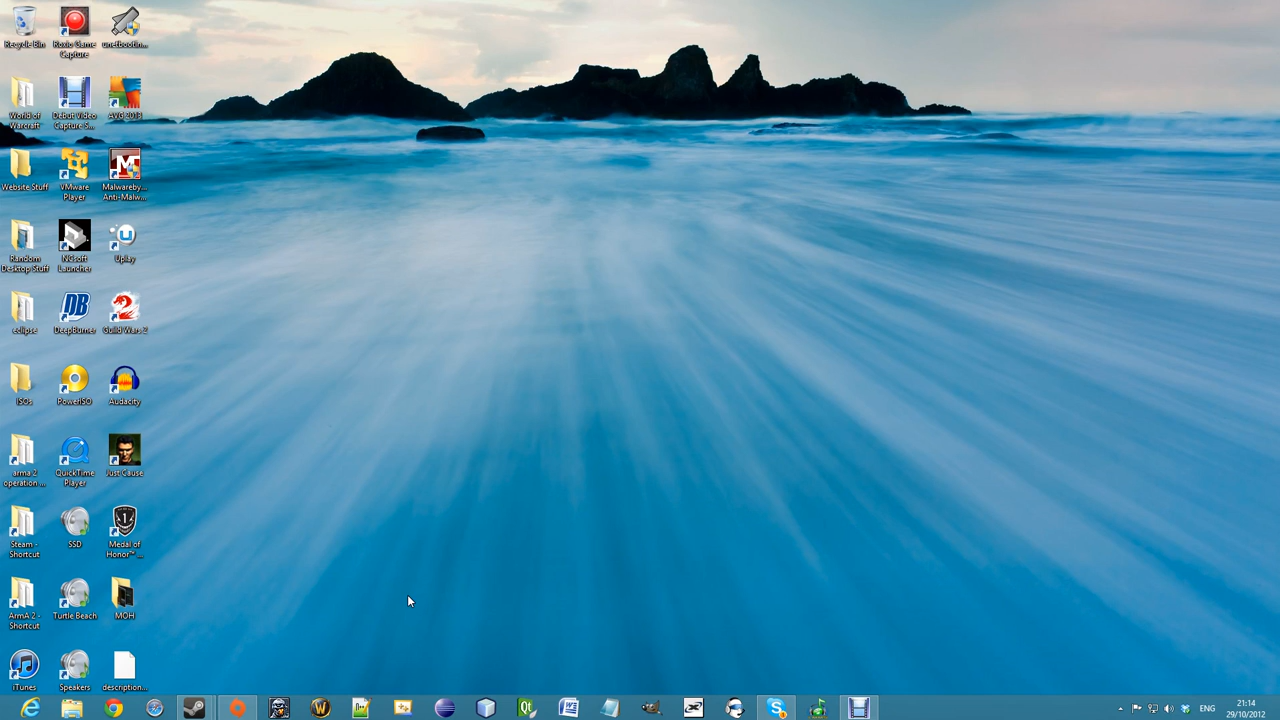 Recycle Bin
Roxio Game
Capture
unetbootin...
World of
Warcraft
Debut Video
Capture S...
AVG 2013
Website Stuff
VMware
Player
Malwareby...
Anti-Malw...
Random
Desktop Stuff
NCsoft
Launcher
Uplay
eclipse
DB
DeepBurner
Guild Wars 2
ISOs
PowerISO
Audacity
arma 2
operation ...
QuickTime
Player
Just Cause
Steam -
Shortcut
SSD
Medal of
Honor™ ...
ArmA 2 -
Shortcut
Turtle Beach
MOH
iTunes
Speakers
description...
ENG
21:14
29/10/2012